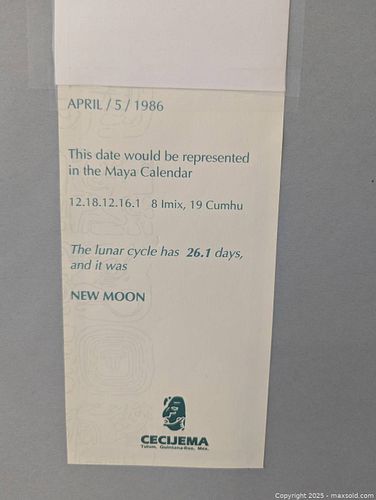 APRIL / 5 / 1986
This date would be represented
in the Maya Calendar
12.18.12.16.1 8 Imix, 19 Cumhu
The lunar cycle has 26.1 days,
and it was
NEW MOON
CECIJEMA
Tulum, Quintana-Roo, Mex.
Copyright 2025 - maxsold.com